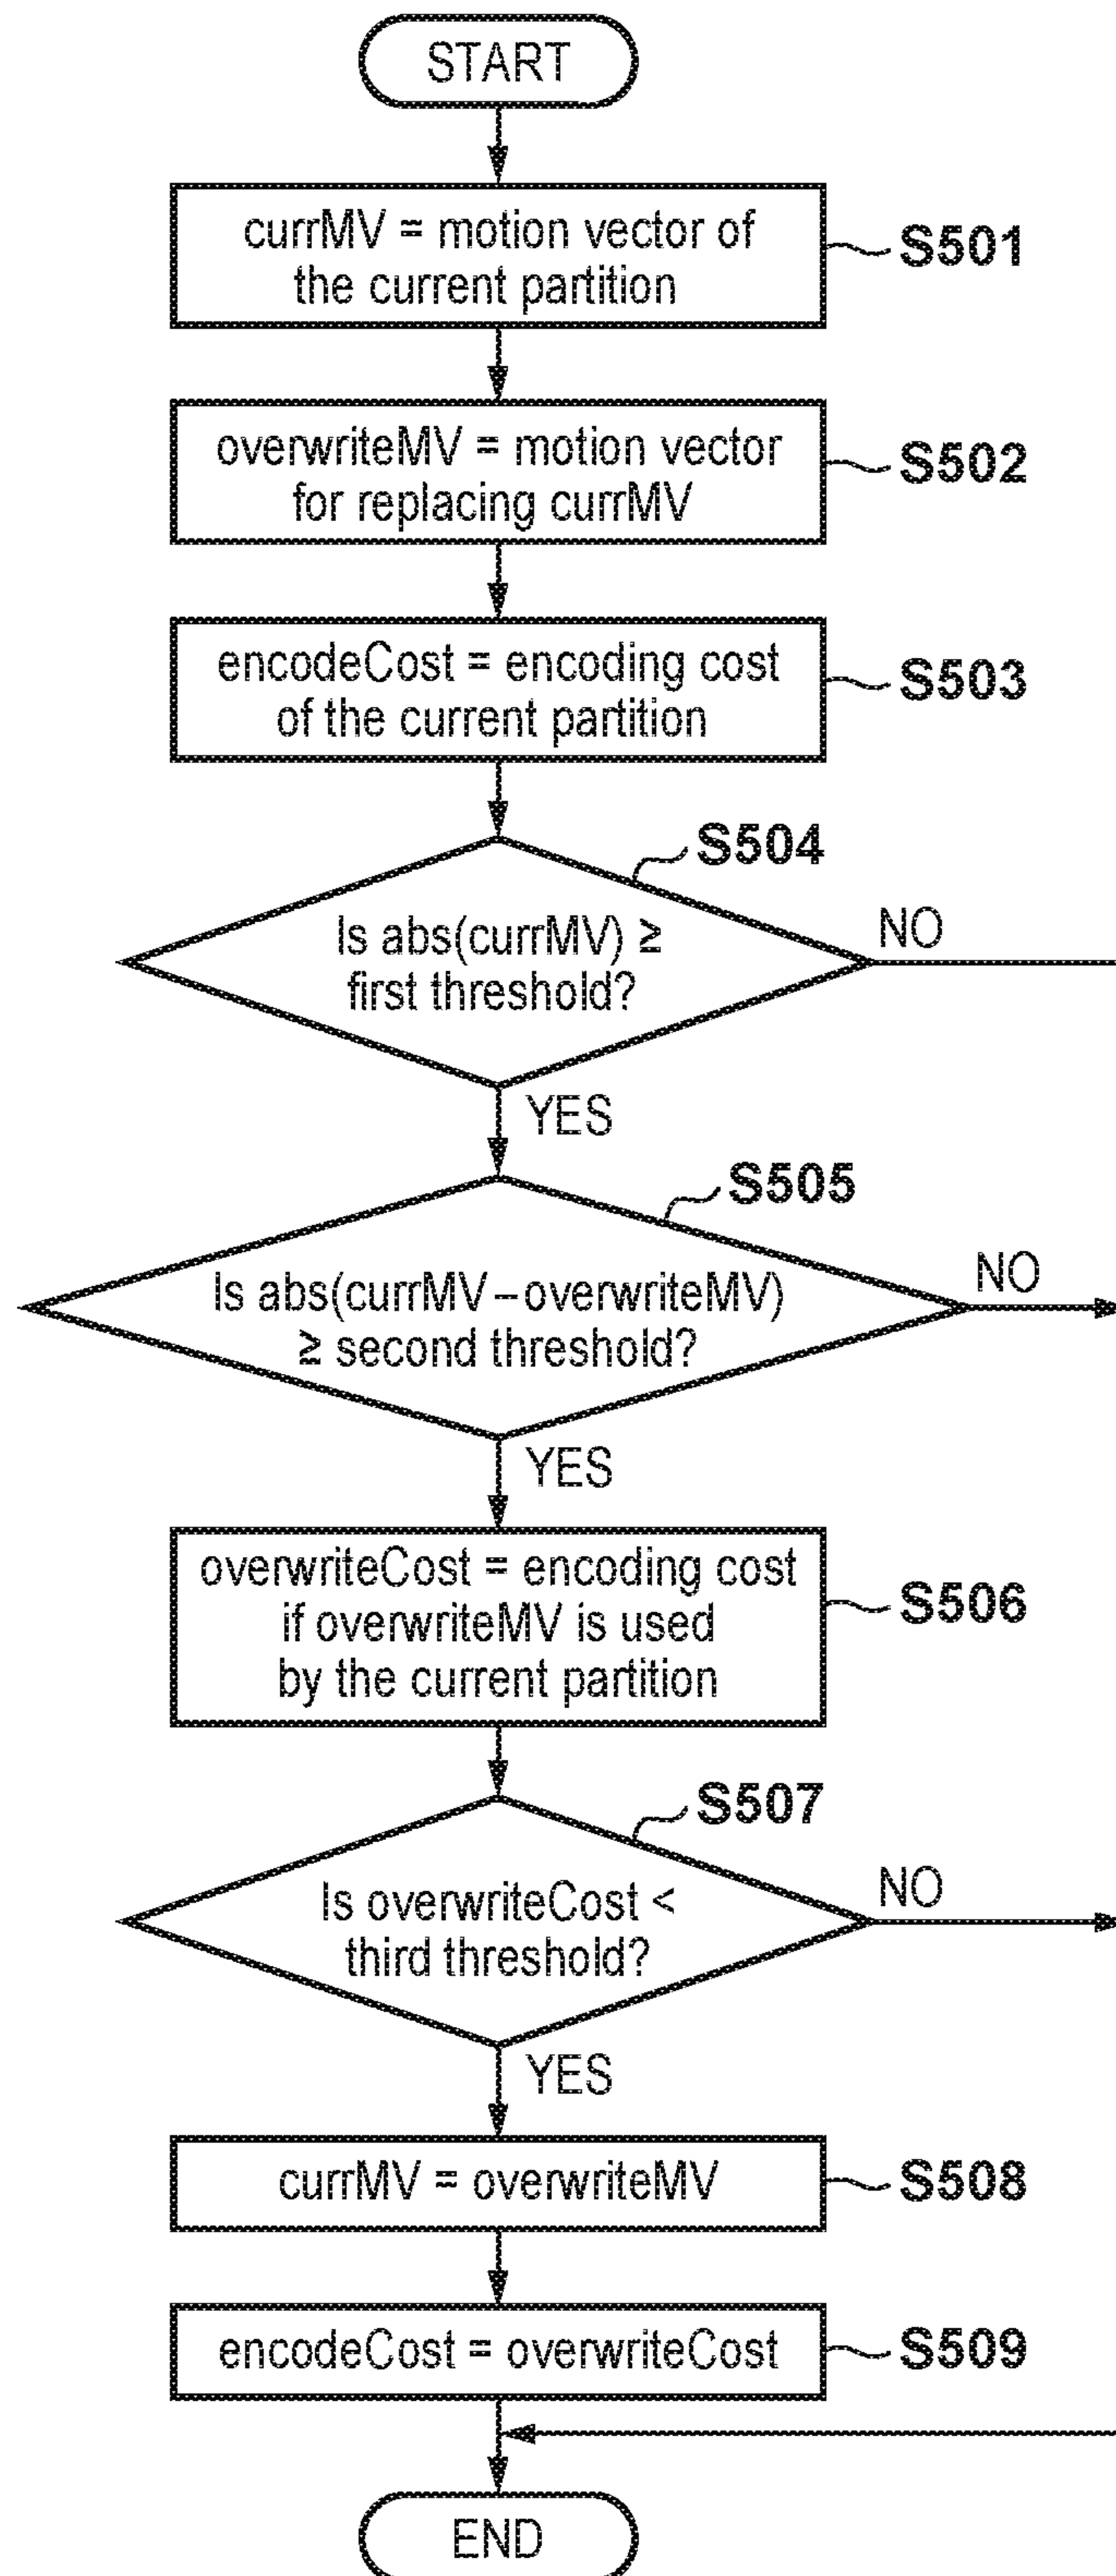 START
currMV = motion vector of
the current partition
S501
overwriteMV = motion vector
for replacing currMV
S502
encodeCost = encoding cost
of the current partition
S503
S504
Is abs(currMV) ≥
first threshold?
NO
YES
S505
Is abs(currMV–overwriteMV)
≥ second threshold?
NO
YES
overwriteCost = encoding cost
if overwriteMV is used
by the current partition
S506
S507
Is overwriteCost <
third threshold?
NO
YES
currMV = overwriteMV
S508
encodeCost = overwriteCost
S509
END